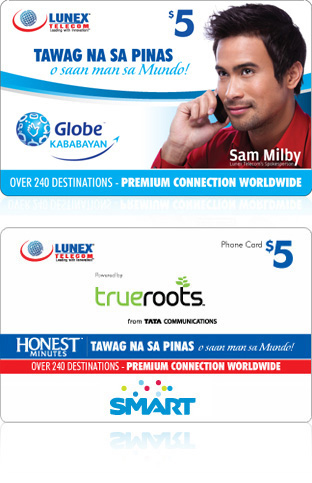 LUNEX
TELECOM
Leading with Innovation!
$5
TAWAG NA SA PINAS
o saan man sa Mundo!
Globe
KABABAYAN
Sam Milby
Lunex Telecom's Spokesperson
OVER 240 DESTINATIONS - PREMIUM CONNECTION WORLDWIDE
LUNEX
TELECOM
Leading with Innovation!
Phone Card $5
Powered by:
trueroots
from TATA COMMUNICATIONS
HONEST
MINUTES
TAWAG NA SA PINAS o saan man sa Mundo!
OVER 240 DESTINATIONS - PREMIUM CONNECTION WORLDWIDE
SMART